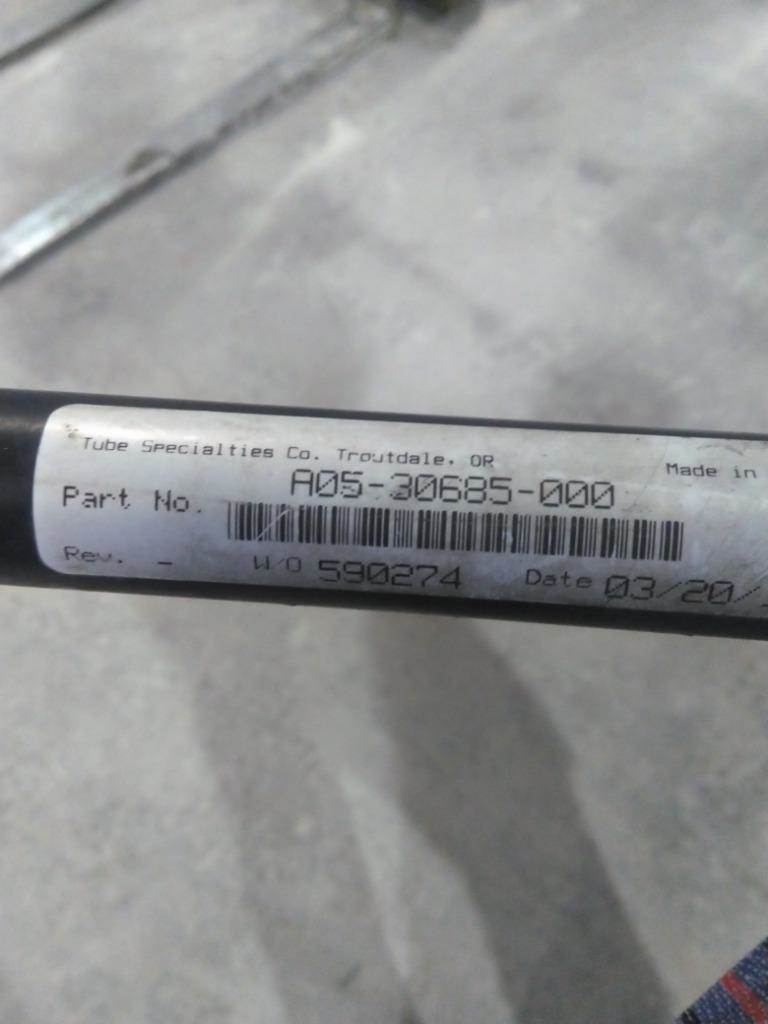 Tube Specialties Co. Troutdale, OR
Made in
Part No. A05-30685-000
Rev. - W/O 590274 Date 03/20/